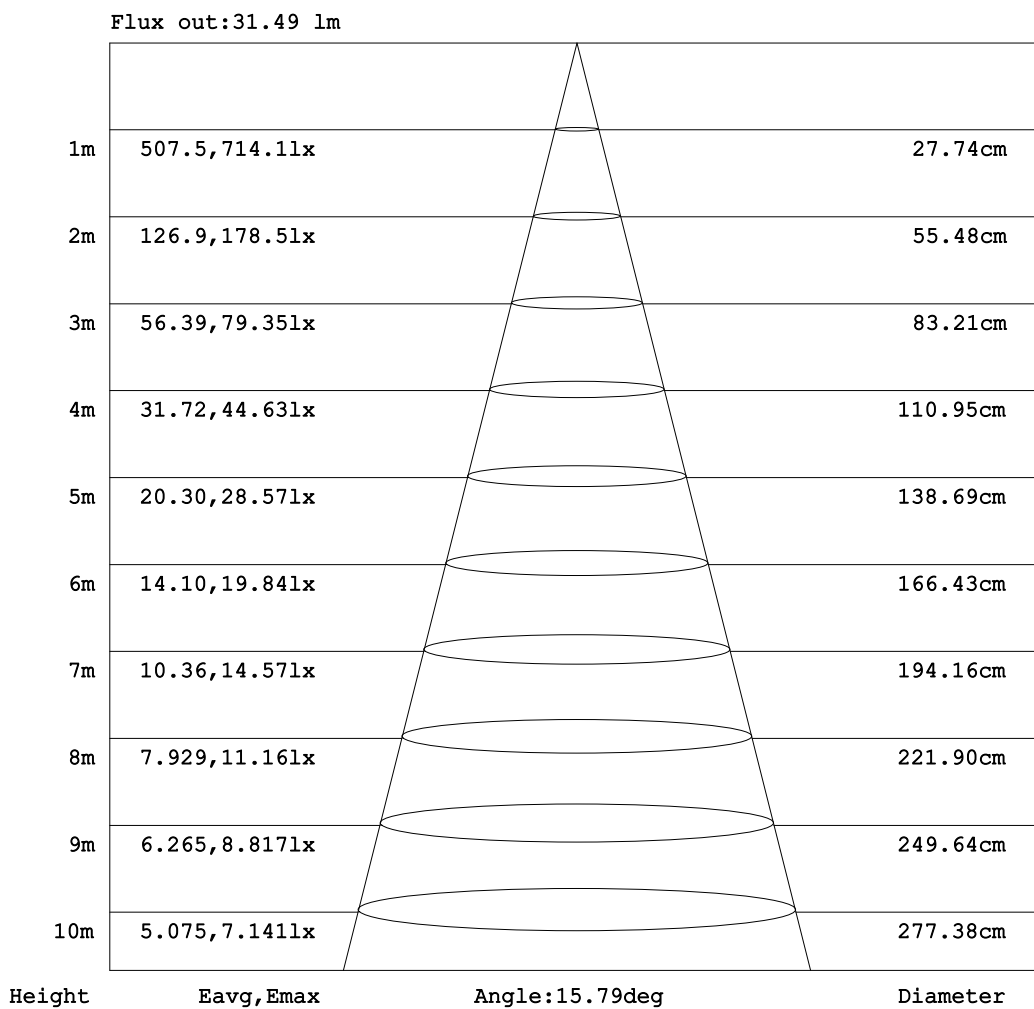 Flux out:31.49 lm
1m 507.5,714.1lx 27.74cm
2m 126.9,178.5lx 55.48cm
3m 56.39,79.35lx 83.21cm
4m 31.72,44.63lx 110.95cm
5m 20.30,28.57lx 138.69cm
6m 14.10,19.84lx 166.43cm
7m 10.36,14.57lx 194.16cm
8m 7.929,11.16lx 221.90cm
9m 6.265,8.817lx 249.64cm
10m 5.075,7.141lx 277.38cm
Height Eavg,Emax Angle:15.79deg Diameter